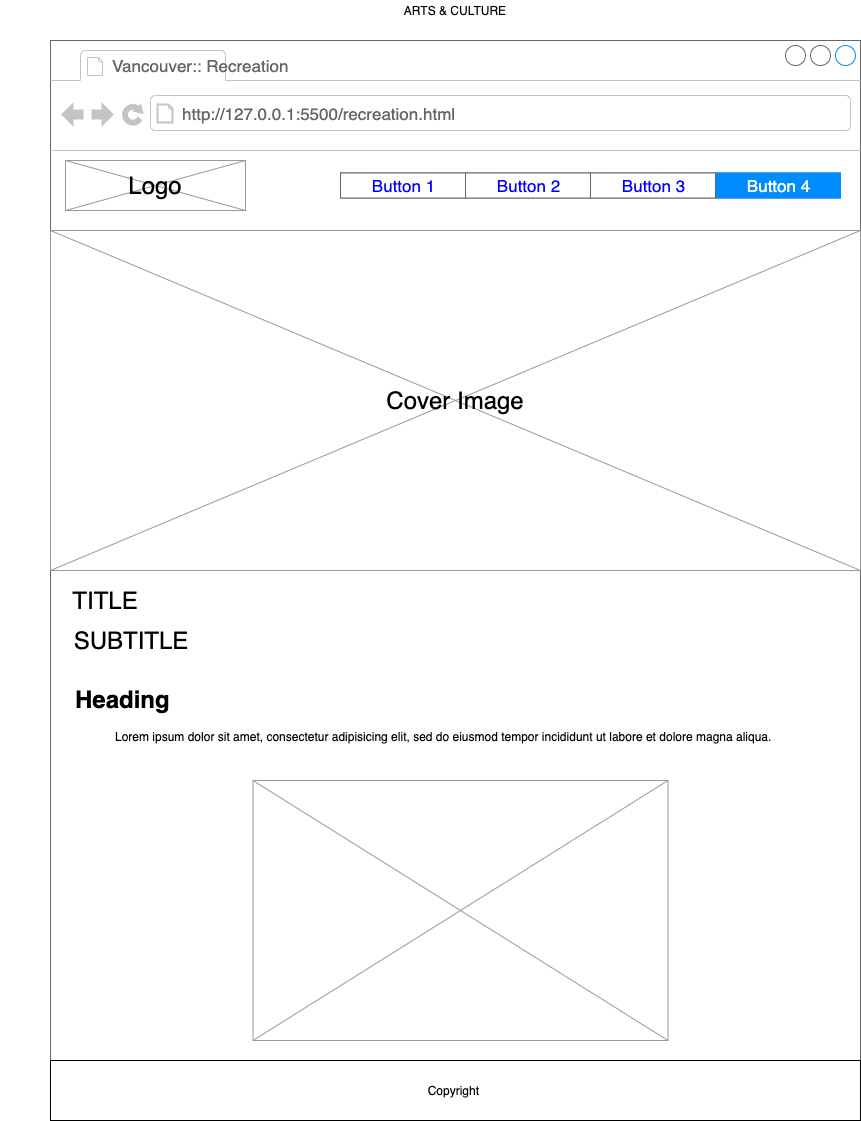 ARTS & CULTURE
Vancouver:: Recreation
http://127.0.0.1:5500/recreation.html
Logo
Button 1 Button 2 Button 3 Button 4
Cover Image
TITLE
SUBTITLE
Heading
Lorem ipsum dolor sit amet, consectetur adipisicing elit, sed do eiusmod tempor incididunt ut labore et dolore magna aliqua.
Copyright